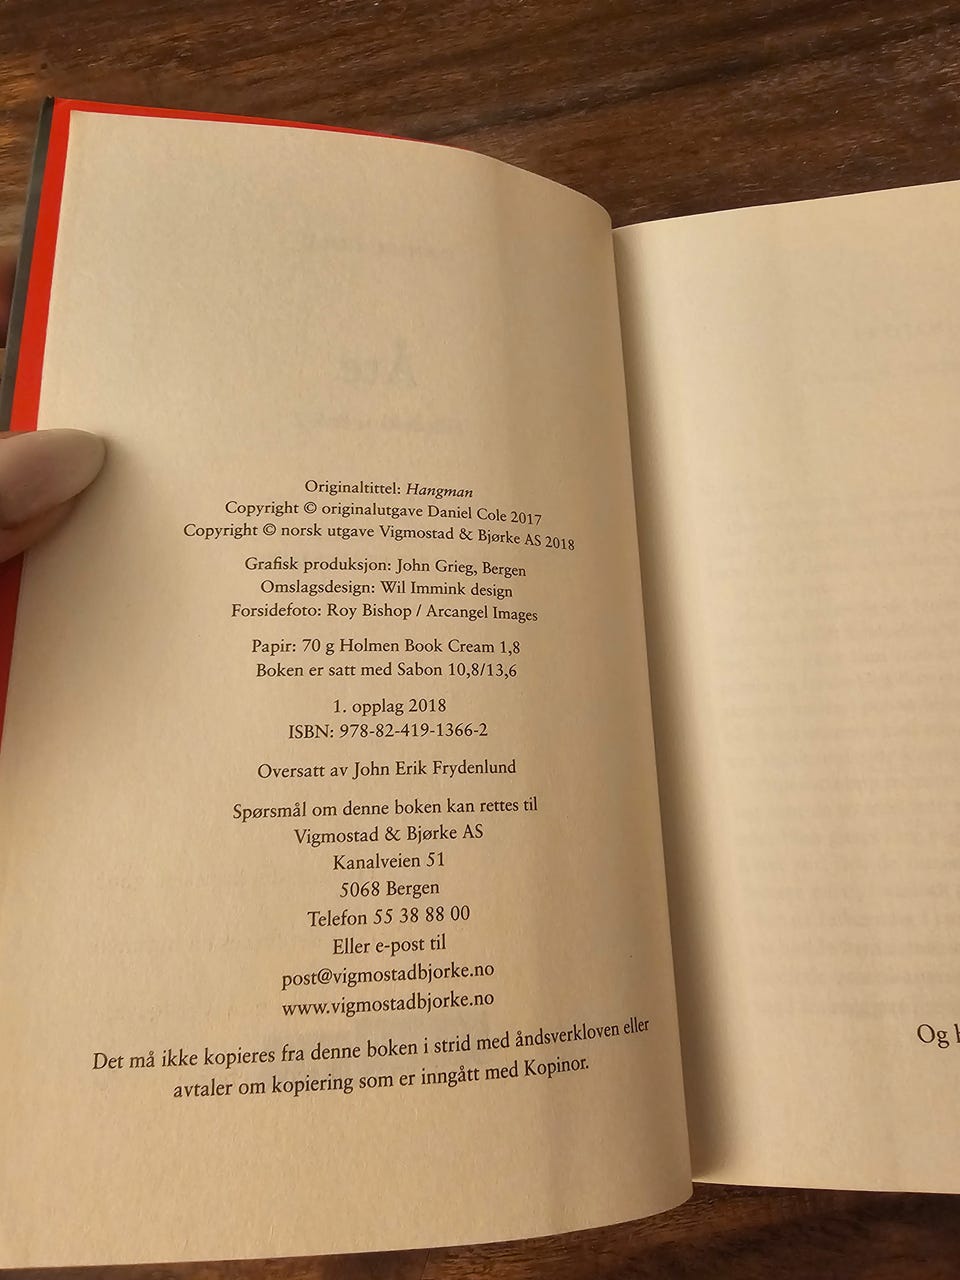 Originaltittel: Hangman
Copyright © originalutgave Daniel Cole 2017
Copyright © norsk utgave Vigmostad & Bjørke AS 2018
Grafisk produksjon: John Grieg, Bergen
Omslagsdesign: Wil Immink design
Forsidefoto: Roy Bishop / Arcangel Images
Papir: 70 g Holmen Book Cream 1,8
Boken er satt med Sabon 10,8/13,6
1. opplag 2018
ISBN: 978-82-419-1366-2
Oversatt av John Erik Frydenlund
Spørsmål om denne boken kan rettes til
Vigmostad & Bjørke AS
Kanalveien 51
5068 Bergen
Telefon 55 38 88 00
Eller e-post til
post@vigmostadbjorke.no
www.vigmostadbjorke.no
Det må ikke kopieres fra denne boken i strid med åndsverkloven eller
avtaler om kopiering som er inngått med Kopinor.
Og